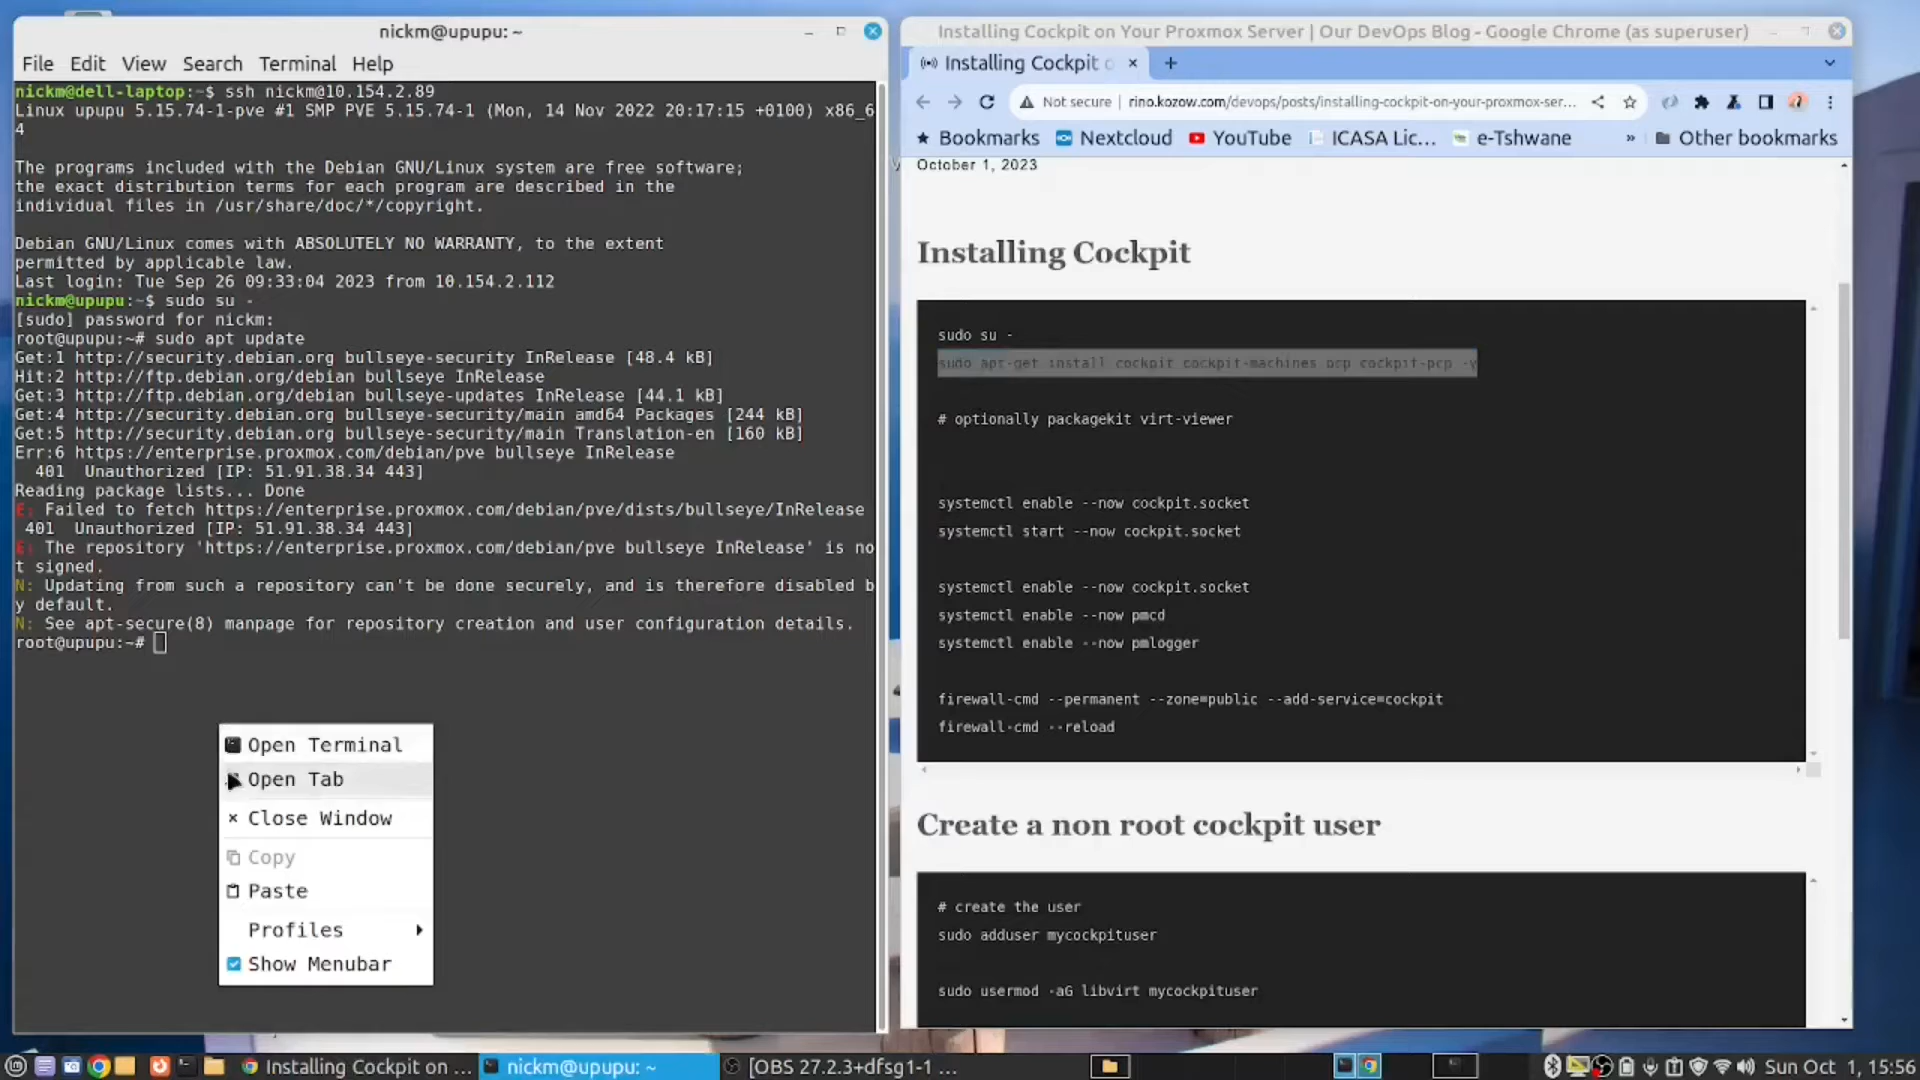 nickm@upupu: ~
File Edit View Search Terminal Help
nickm@dell-laptop:~$ ssh nickm@10.154.2.89
Linux upupu 5.15.74-1-pve #1 SMP PVE 5.15.74-1 (Mon, 14 Nov 2022 20:17:15 +0100) x86_6
4
The programs included with the Debian GNU/Linux system are free software;
the exact distribution terms for each program are described in the
individual files in /usr/share/doc/*/copyright.
Debian GNU/Linux comes with ABSOLUTELY NO WARRANTY, to the extent
permitted by applicable law.
Last login: Tue Sep 26 09:33:04 2023 from 10.154.2.112
nickm@upupu:~$ sudo su -
[sudo] password for nickm:
root@upupu:~# sudo apt update
Get:1 http://security.debian.org bullseye-security InRelease [48.4 kB]
Hit:2 http://ftp.debian.org/debian bullseye InRelease
Get:3 http://ftp.debian.org/debian bullseye-updates InRelease [44.1 kB]
Get:4 http://security.debian.org bullseye-security/main amd64 Packages [244 kB]
Get:5 http://security.debian.org bullseye-security/main Translation-en [160 kB]
Err:6 https://enterprise.proxmox.com/debian/pve bullseye InRelease
401 Unauthorized [IP: 51.91.38.34 443]
Reading package lists... Done
E: Failed to fetch https://enterprise.proxmox.com/debian/pve/dists/bullseye/InRelease
401 Unauthorized [IP: 51.91.38.34 443]
E: The repository 'https://enterprise.proxmox.com/debian/pve bullseye InRelease' is no
t signed.
N: Updating from such a repository can't be done securely, and is therefore disabled b
y default.
N: See apt-secure(8) manpage for repository creation and user configuration details.
root@upupu:~#
Open Terminal
Open Tab
Close Window
Copy
Paste
Profiles
Show Menubar
Installing Cockpit on Your Proxmox Server | Our DevOps Blog - Google Chrome (as superuser)
Installing Cockpit o
Not secure | rino.kozow.com/devops/posts/installing-cockpit-on-your-proxmox-ser...
Bookmarks Nextcloud YouTube ICASA Lic... e-Tshwane » Other bookmarks
October 1, 2023
Installing Cockpit
sudo su -
sudo apt-get install cockpit cockpit-machines pcp cockpit-pcp -y
# optionally packagekit virt-viewer
systemctl enable --now cockpit.socket
systemctl start --now cockpit.socket
systemctl enable --now cockpit.socket
systemctl enable --now pmcd
systemctl enable --now pmlogger
firewall-cmd --permanent --zone=public --add-service=cockpit
firewall-cmd --reload
Create a non root cockpit user
# create the user
sudo adduser mycockpituser
sudo usermod -aG libvirt mycockpituser
Installing Cockpit on ... nickm@upupu: ~ [OBS 27.2.3+dfsg1-1 ... Sun Oct 1, 15:56